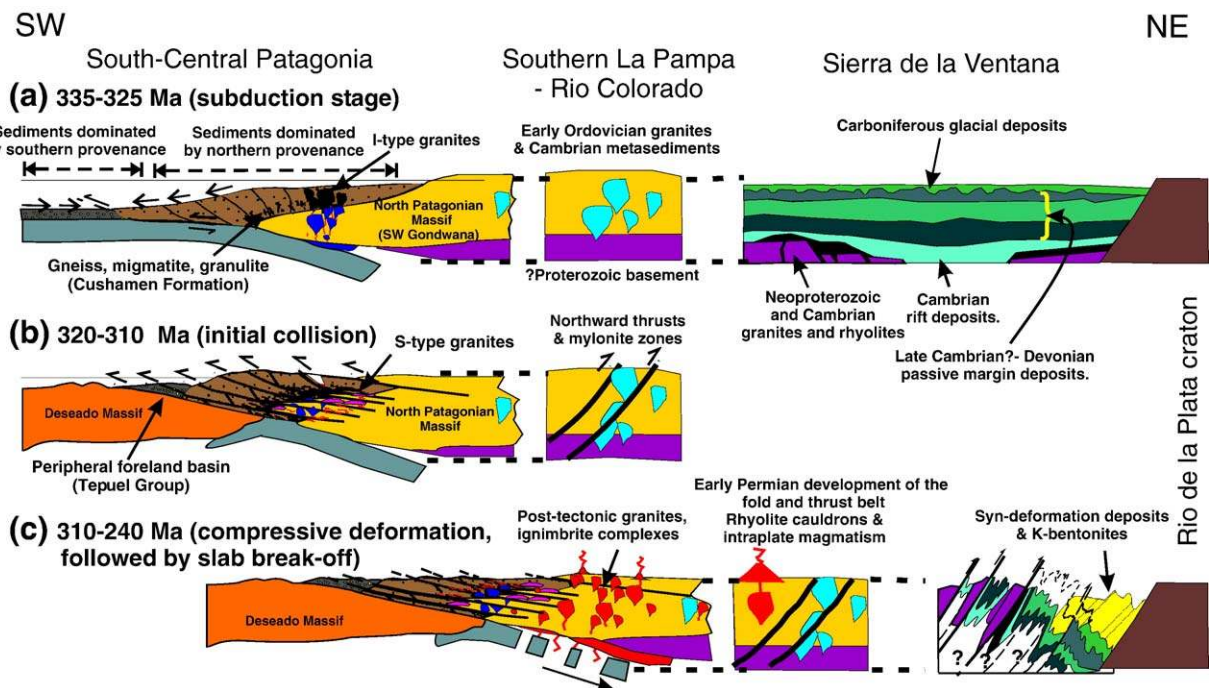 SW
NE
South-Central Patagonia
Southern La Pampa
- Rio Colorado
Sierra de la Ventana
(a) 335-325 Ma (subduction stage)
Sediments dominated
y southern provenance
Sediments dominated
by northern provenance
I-type granites
Early Ordovician granites
& Cambrian metasediments
Carboniferous glacial deposits
North Patagonian
Massif
(SW Gondwana)
Gneiss, migmatite, granulite
(Cushamen Formation)
?Proterozoic basement
Neoproterozoic
and Cambrian
granites and rhyolites
Cambrian
rift deposits.
Late Cambrian?- Devonian
passive margin deposits.
Rio de la Plata craton
(b) 320-310 Ma (initial collision)
S-type granites
Northward thrusts
& mylonite zones
Deseado Massif
North Patagonian
Massif
Peripheral foreland basin
(Tepuel Group)
(c) 310-240 Ma (compressive deformation,
followed by slab break-off)
Post-tectonic granites,
ignimbrite complexes
Early Permian development of the
fold and thrust belt
Rhyolite cauldrons &
intraplate magmatism
Syn-deformation deposits
& K-bentonites
Deseado Massif
? ? ?